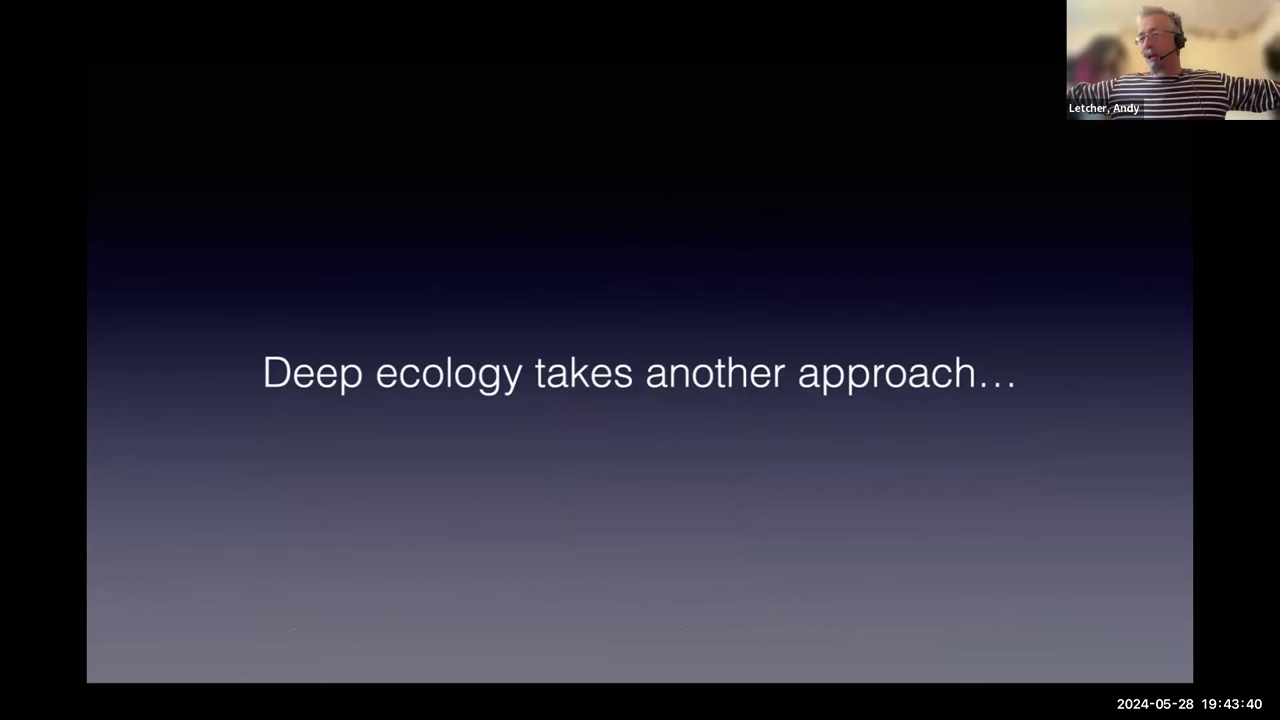 Letcher, Andy
Deep ecology takes another approach…
2024-05-28 19:43:40